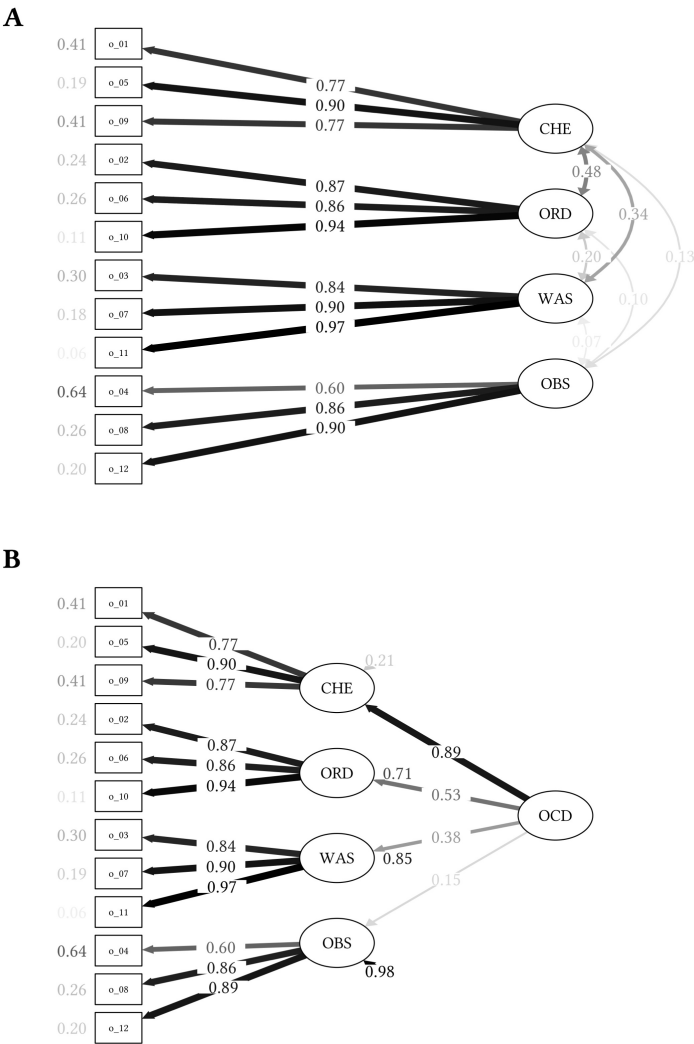 A
0.41 o_01
0.19 o_05
0.41 o_09
0.24 o_02
0.26 o_06
0.11 o_10
0.30 o_03
0.18 o_07
0.06 o_11
0.64 o_04
0.26 o_08
0.20 o_12
0.77
0.90
0.77
0.87
0.86
0.94
0.84
0.90
0.97
0.60
0.86
0.90
CHE
ORD
WAS
OBS
0.48
0.34
0.20
0.13
0.10
0.07
B
0.41 o_01
0.20 o_05
0.41 o_09
0.24 o_02
0.26 o_06
0.11 o_10
0.30 o_03
0.19 o_07
0.06 o_11
0.64 o_04
0.26 o_08
0.20 o_12
0.77
0.90
0.77
0.87
0.86
0.94
0.84
0.90
0.97
0.60
0.86
0.89
CHE 0.21
ORD 0.71
WAS 0.85
OBS 0.98
0.89
0.53
0.38
0.15
OCD